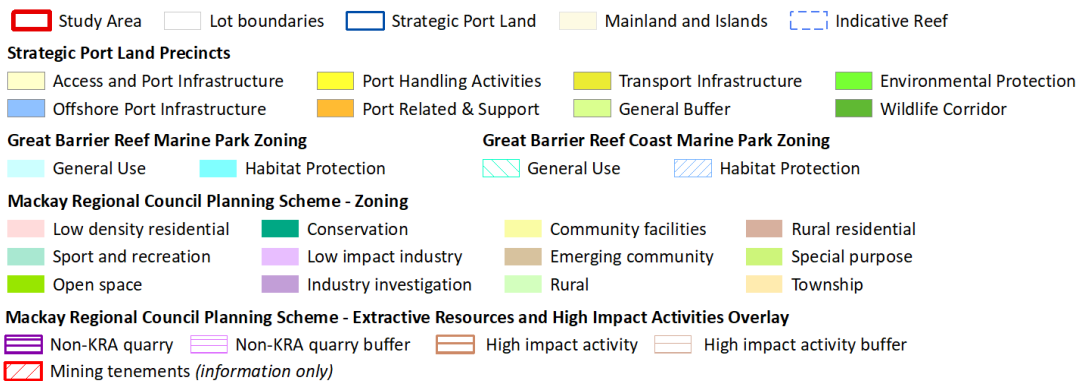 Study Area Lot boundaries Strategic Port Land Mainland and Islands Indicative Reef
Strategic Port Land Precincts
Access and Port Infrastructure Port Handling Activities Transport Infrastructure Environmental Protection
Offshore Port Infrastructure Port Related & Support General Buffer Wildlife Corridor
Great Barrier Reef Marine Park Zoning Great Barrier Reef Coast Marine Park Zoning
General Use Habitat Protection General Use Habitat Protection
Mackay Regional Council Planning Scheme - Zoning
Low density residential Conservation Community facilities Rural residential
Sport and recreation Low impact industry Emerging community Special purpose
Open space Industry investigation Rural Township
Mackay Regional Council Planning Scheme - Extractive Resources and High Impact Activities Overlay
Non-KRA quarry Non-KRA quarry buffer High impact activity High impact activity buffer
Mining tenements (information only)